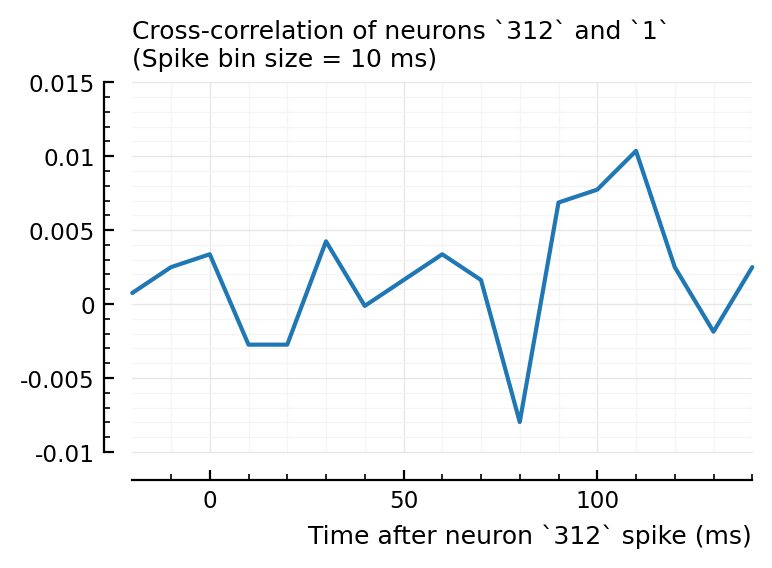 Cross-correlation of neurons `312` and `1`
(Spike bin size = 10 ms)
0.015
0.01
0.005
0
-0.005
-0.01
0 50 100
Time after neuron `312` spike (ms)